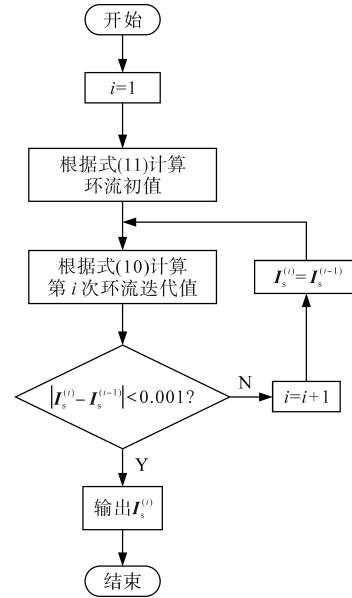 开始
i=1
根据式(11)计算
环流初值
根据式(10)计算
第 i 次环流迭代值
I_s^{(i)}=I_s^{(i-1)}
|I_s^{(i)}-I_s^{(i-1)}|<0.001?
N
i=i+1
Y
输出I_s^{(i)}
结束